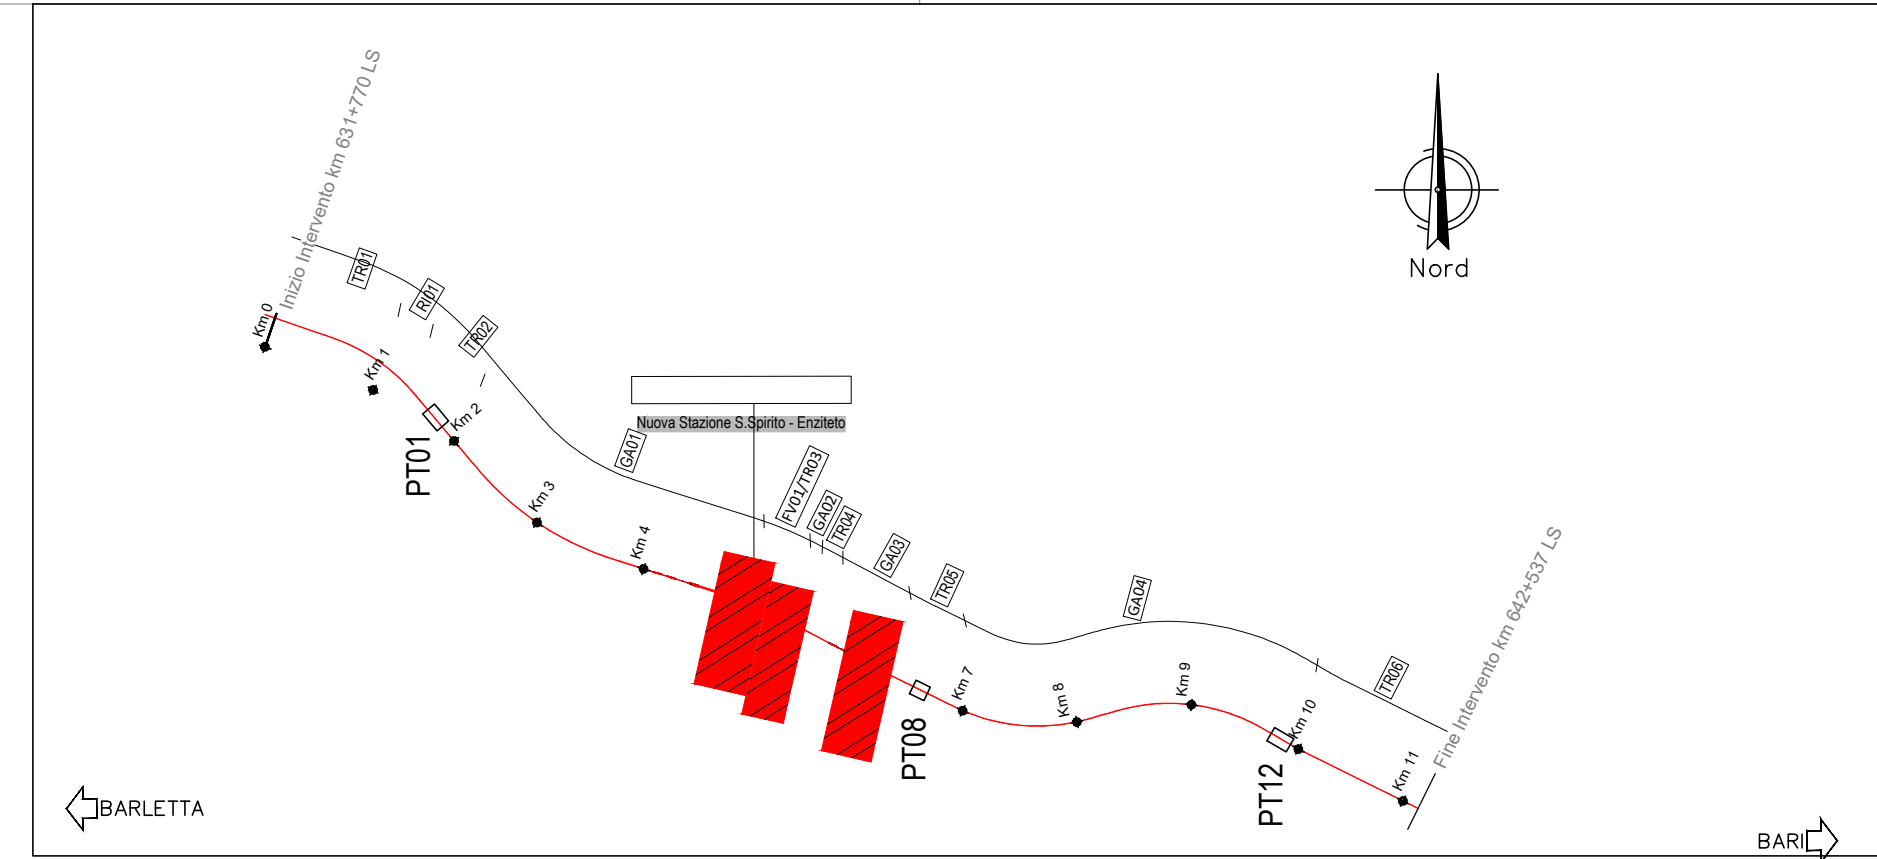 Inizio Intervento km 631+770 LS
Nord
TR01
RI01
TR02
Km 0
Km 1
Km 2
PT01
Nuova Stazione S.Spirito - Enziteto
GA01
FV01/TR03
GA02
TR04
GA03
TR05
GA04
TR06
Km 3
Km 4
Km 7
Km 8
Km 9
Km 10
Km 11
PT08
PT12
Fine Intervento km 642+537 LS
BARLETTA
BARI